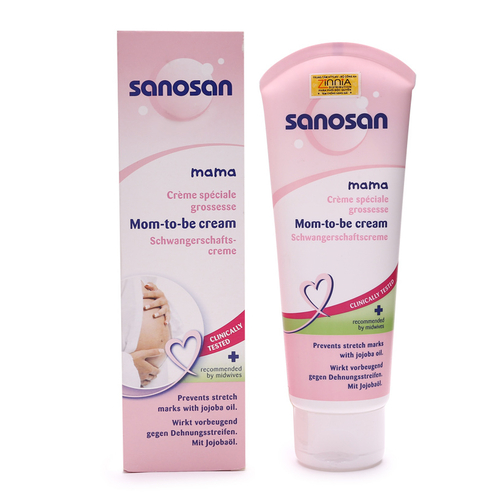 sanosan
mama
Crème spéciale
grossesse
Mom-to-be cream
Schwangerschafts-
creme
CLINICALLY
TESTED
recommended
by midwives
Prevents stretch
marks with jojoba oil.
Wirkt vorbeugend
gegen Dehnungsstreifen.
Mit Jojobaöl.
ZINNIA
sanosan
mama
Crème spéciale
grossesse
Mom-to-be cream
Schwangerschaftscreme
CLINICALLY TESTED
recommended
by midwives
Prevents stretch marks
with jojoba oil.
Wirkt vorbeugend
gegen Dehnungsstreifen.
Mit Jojobaöl.